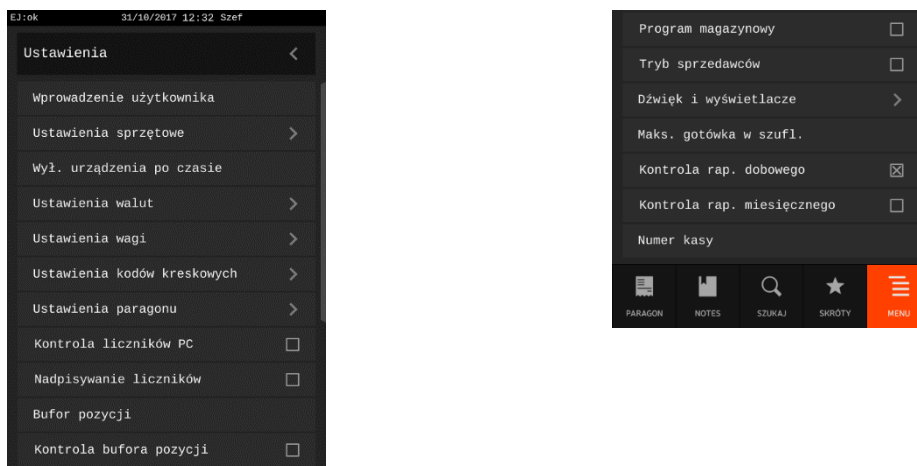 EJ:ok 31/10/2017 12:32 Szef
Ustawienia
Wprowadzenie użytkownika
Ustawienia sprzętowe
Wył. urządzenia po czasie
Ustawienia walut
Ustawienia wagi
Ustawienia kodów kreskowych
Ustawienia paragonu
Kontrola liczników PC
Nadpisywanie liczników
Bufor pozycji
Kontrola bufora pozycji
Program magazynowy
Tryb sprzedawców
Dźwięk i wyświetlacze
Maks. gotówka w szufl.
Kontrola rap. dobowego
Kontrola rap. miesięcznego
Numer kasy
PARAGON NOTES SZUKAJ SKRÓTY MENU